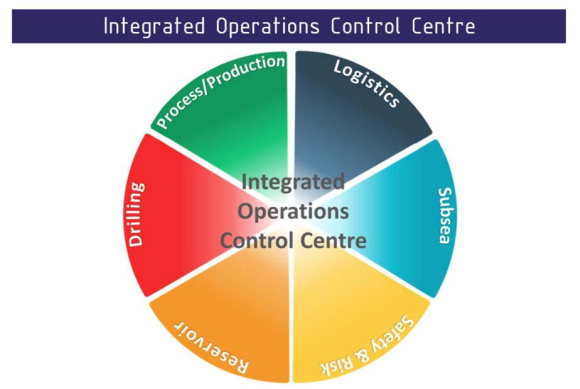 Integrated Operations Control Centre
Process/Production
Logistics
Drilling
Integrated
Operations
Control Centre
Subsea
Reservoir
Safety & Risk